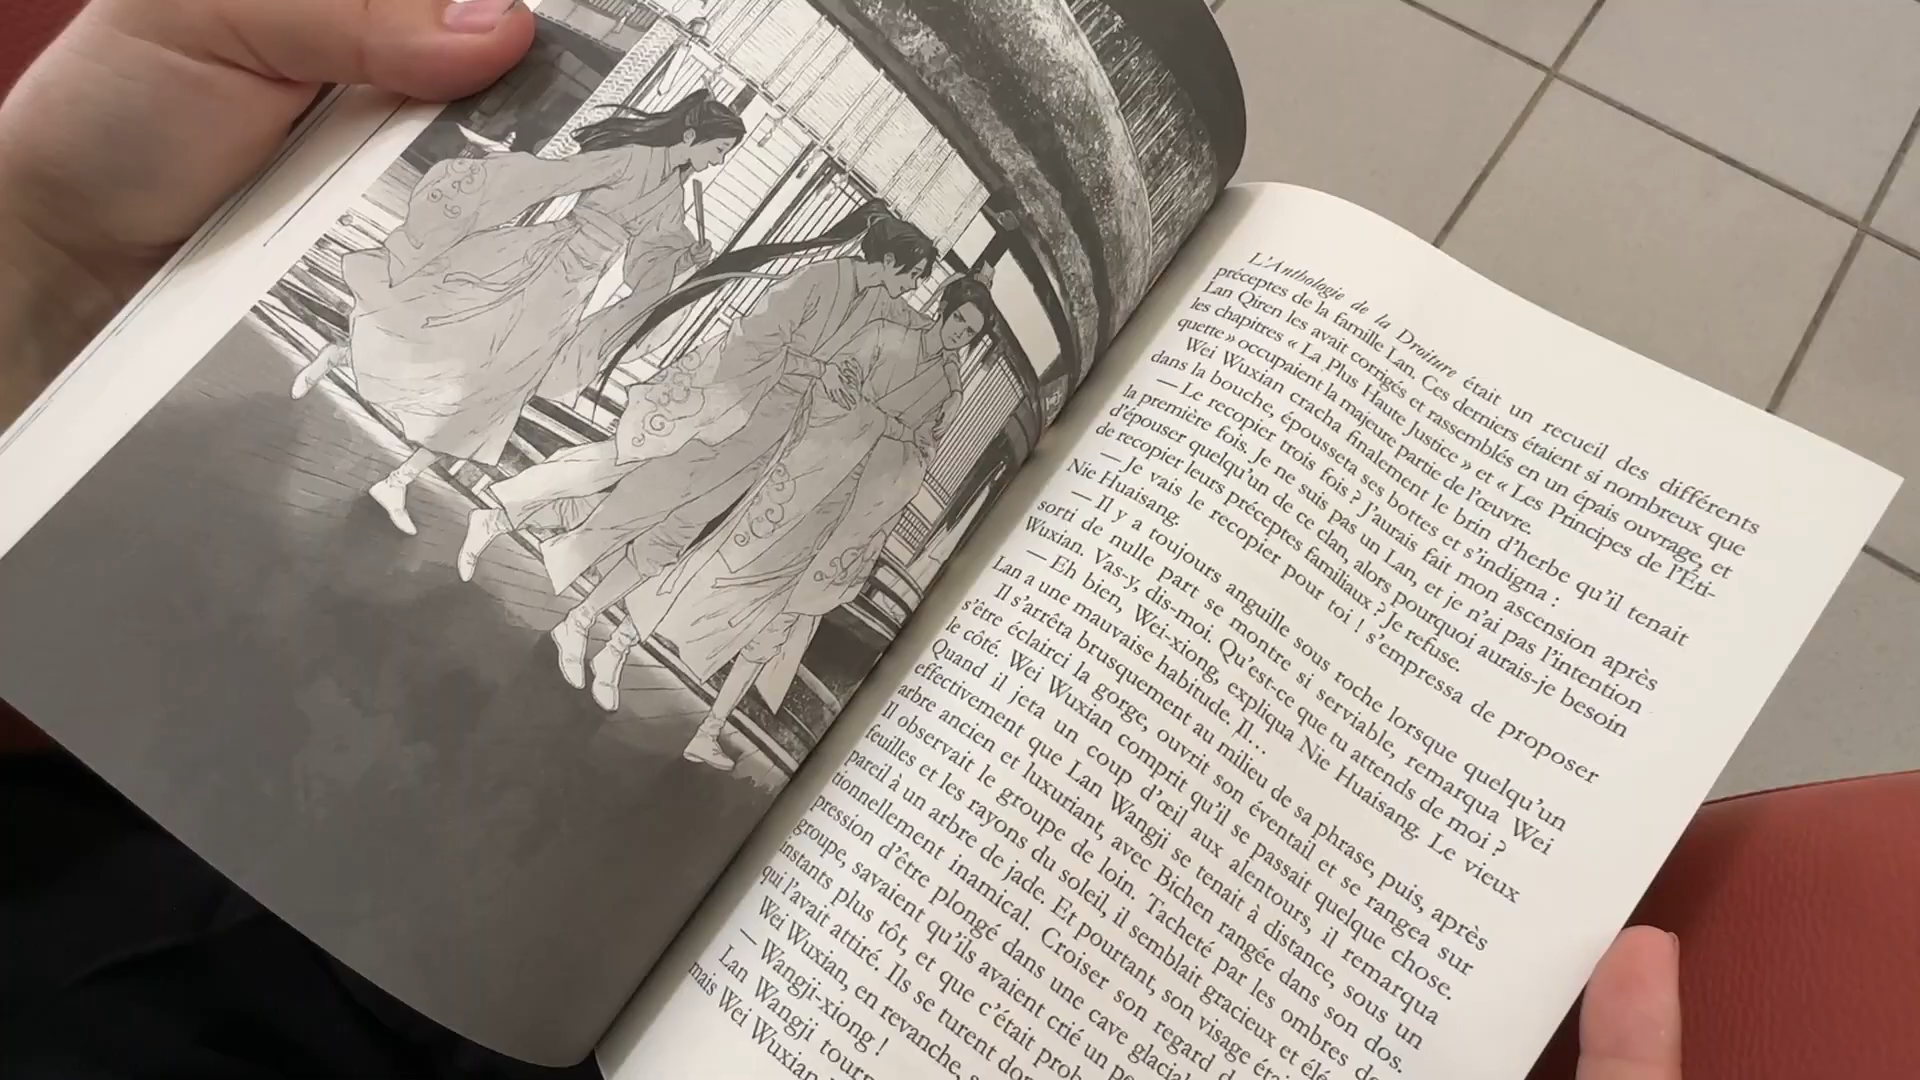 L'Anthologie de la Droiture était un recueil des différents
préceptes de la famille Lan. Ces derniers étaient si nombreux que
Lan Qiren les avait corrigés et rassemblés en un épais ouvrage, et
les chapitres « La Plus Haute Justice » et « Les Principes de l'Éti-
quette » occupaient la majeure partie de l'œuvre.
Wei Wuxian cracha finalement le brin d'herbe qu'il tenait
dans la bouche, épousseta ses bottes et s'indigna :
— Le recopier trois fois ? J'aurais fait mon ascension après
la première fois. Je ne suis pas un Lan, et je n'ai pas l'intention
d'épouser quelqu'un de ce clan, alors pourquoi aurais-je besoin
de recopier leurs préceptes familiaux ? Je refuse.
— Je vais le recopier pour toi ! s'empressa de proposer
Nie Huaisang.
— Il y a toujours anguille sous roche lorsque quelqu'un
sorti de nulle part se montre si serviable, remarqua Wei
Wuxian. Vas-y, dis-moi. Qu'est-ce que tu attends de moi ?
— Eh bien, Wei-xiong, expliqua Nie Huaisang. Le vieux
Lan a une mauvaise habitude. Il...
Il s'arrêta brusquement au milieu de sa phrase, puis, après
s'être éclairci la gorge, ouvrit son éventail et se rangea sur
le côté. Wei Wuxian comprit qu'il se passait quelque chose.
Quand il jeta un coup d'œil aux alentours, il remarqua
effectivement que Lan Wangji se tenait à distance, sous un
arbre ancien et luxuriant, avec Bichen rangée dans son dos.
Il observait le groupe de loin. Tacheté par les ombres de
feuilles et les rayons du soleil, il semblait gracieux et
pareil à un arbre de jade. Et pourtant, son visage
tionnellement inamical. Croiser son regard
pression d'être plongé dans une cave
groupe, savaient qu'ils avaient crié un
instants plus tôt, et que c'était
qui l'avait attiré. Ils se turent
Wei Wuxian, en revanche,
— Wangji-xiong !
Lan Wangji
mais Wei Wuxian